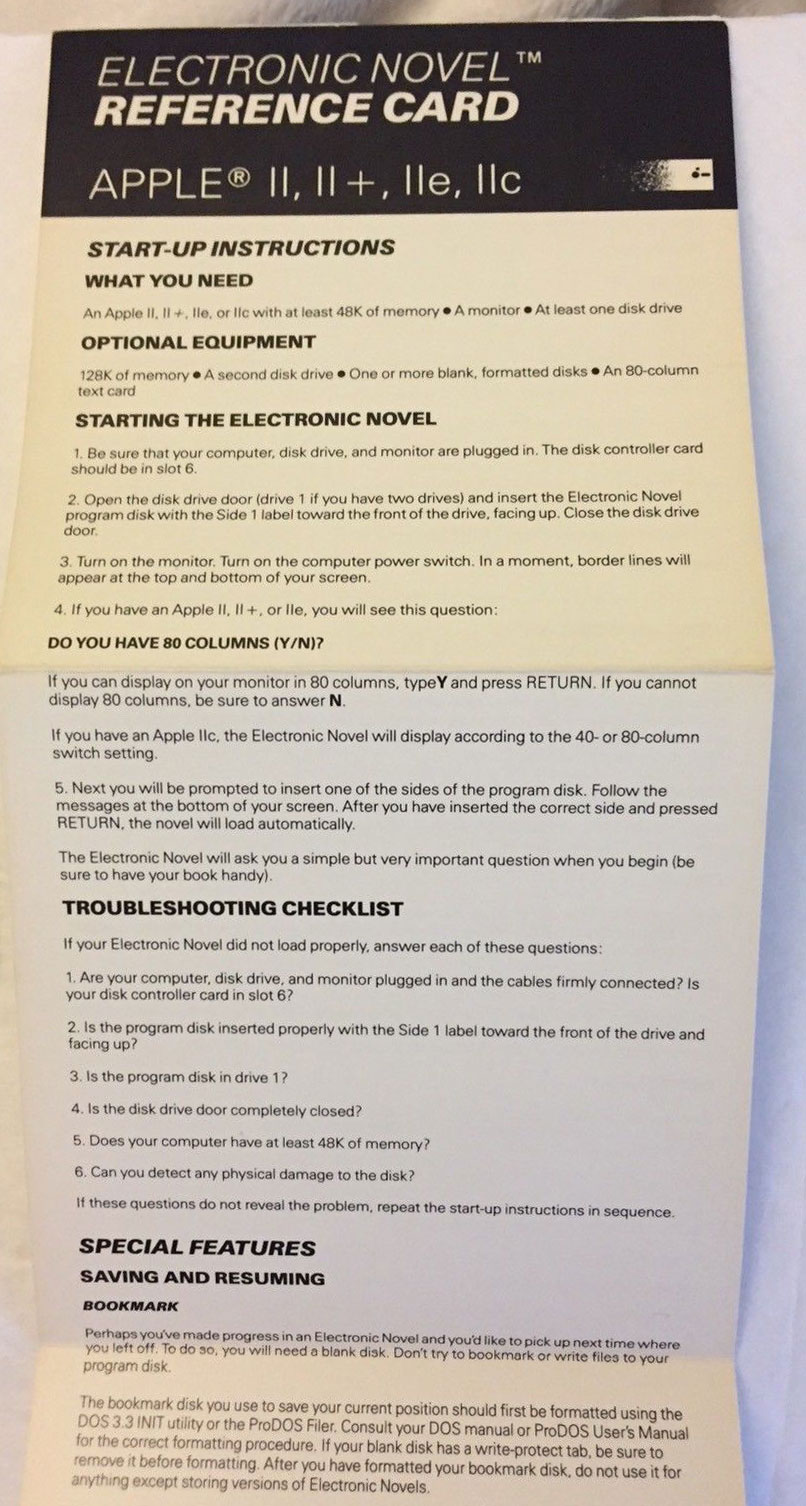 ELECTRONIC NOVEL™
REFERENCE CARD
APPLE® II, II+, IIe, IIc
START-UP INSTRUCTIONS
WHAT YOU NEED
An Apple II, II+, IIe, or IIc with at least 48K of memory ● A monitor ● At least one disk drive
OPTIONAL EQUIPMENT
128K of memory ● A second disk drive ● One or more blank, formatted disks ● An 80-column
text card
STARTING THE ELECTRONIC NOVEL
1. Be sure that your computer, disk drive, and monitor are plugged in. The disk controller card
should be in slot 6.
2. Open the disk drive door (drive 1 if you have two drives) and insert the Electronic Novel
program disk with the Side 1 label toward the front of the drive, facing up. Close the disk drive
door.
3. Turn on the monitor. Turn on the computer power switch. In a moment, border lines will
appear at the top and bottom of your screen.
4. If you have an Apple II, II+, or IIe, you will see this question:
DO YOU HAVE 80 COLUMNS (Y/N)?
If you can display on your monitor in 80 columns, typeY and press RETURN. If you cannot
display 80 columns, be sure to answer N.
If you have an Apple IIc, the Electronic Novel will display according to the 40- or 80-column
switch setting.
5. Next you will be prompted to insert one of the sides of the program disk. Follow the
messages at the bottom of your screen. After you have inserted the correct side and pressed
RETURN, the novel will load automatically.
The Electronic Novel will ask you a simple but very important question when you begin (be
sure to have your book handy).
TROUBLESHOOTING CHECKLIST
If your Electronic Novel did not load properly, answer each of these questions:
1. Are your computer, disk drive, and monitor plugged in and the cables firmly connected? Is
your disk controller card in slot 6?
2. Is the program disk inserted properly with the Side 1 label toward the front of the drive and
facing up?
3. Is the program disk in drive 1?
4. Is the disk drive door completely closed?
5. Does your computer have at least 48K of memory?
6. Can you detect any physical damage to the disk?
If these questions do not reveal the problem, repeat the start-up instructions in sequence.
SPECIAL FEATURES
SAVING AND RESUMING
BOOKMARK
Perhaps you've made progress in an Electronic Novel and you'd like to pick up next time where
you left off. To do so, you will need a blank disk. Don't try to bookmark or write files to your
program disk.
The bookmark disk you use to save your current position should first be formatted using the
DOS 3.3 INIT utility or the ProDOS Filer. Consult your DOS manual or ProDOS User's Manual
for the correct formatting procedure. If your blank disk has a write-protect tab, be sure to
remove it before formatting. After you have formatted your bookmark disk, do not use it for
anything except storing versions of Electronic Novels.